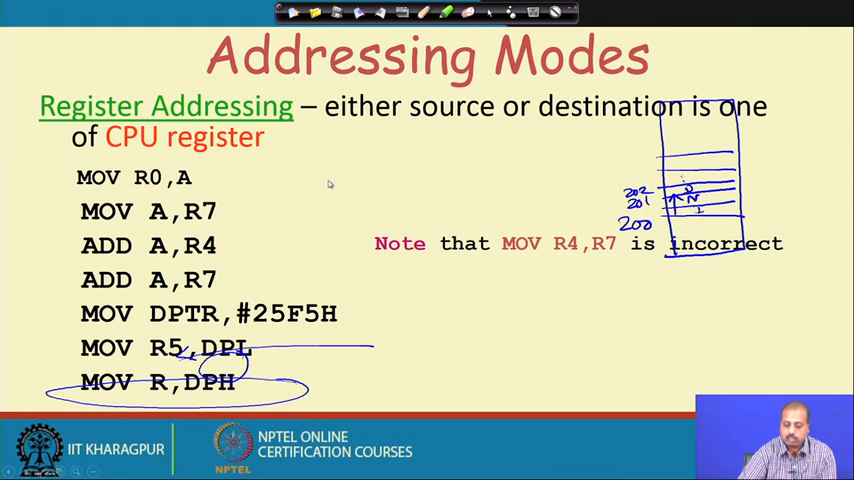 Addressing Modes
Register Addressing – either source or destination is one
of CPU register
MOV R0,A
MOV A,R7
ADD A,R4
ADD A,R7
MOV DPTR,#25F5H
MOV R5,DPL
MOV R,DPH
202
201
200
D
N
I
Note that MOV R4,R7 is incorrect
IIT KHARAGPUR
NPTEL
NPTEL ONLINE
CERTIFICATION COURSES